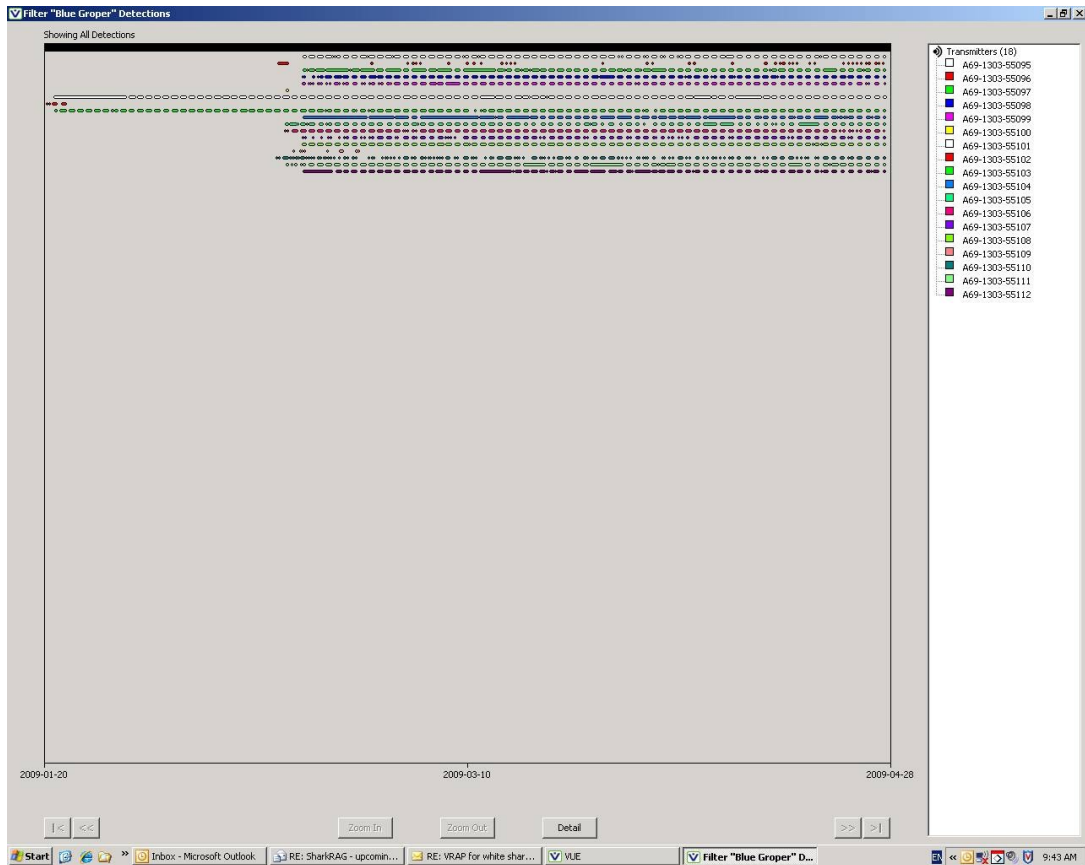 Filter "Blue Groper" Detections
Showing All Detections
Transmitters (18)
A69-1303-55095
A69-1303-55096
A69-1303-55097
A69-1303-55098
A69-1303-55099
A69-1303-55100
A69-1303-55101
A69-1303-55102
A69-1303-55103
A69-1303-55104
A69-1303-55105
A69-1303-55106
A69-1303-55107
A69-1303-55108
A69-1303-55109
A69-1303-55110
A69-1303-55111
A69-1303-55112
2009-01-20 2009-03-10 2009-04-28
|< << Zoom In Zoom Out Detail >> >|
Start » Inbox - Microsoft Outlook RE: SharkRAG - upcomin... RE: VRAP for white shar... VUE Filter "Blue Groper" D... EN « 9:43 AM